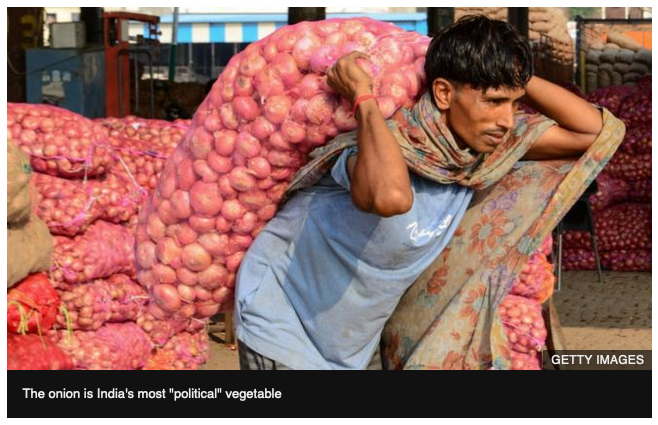 GETTY IMAGES
The onion is India's most "political" vegetable